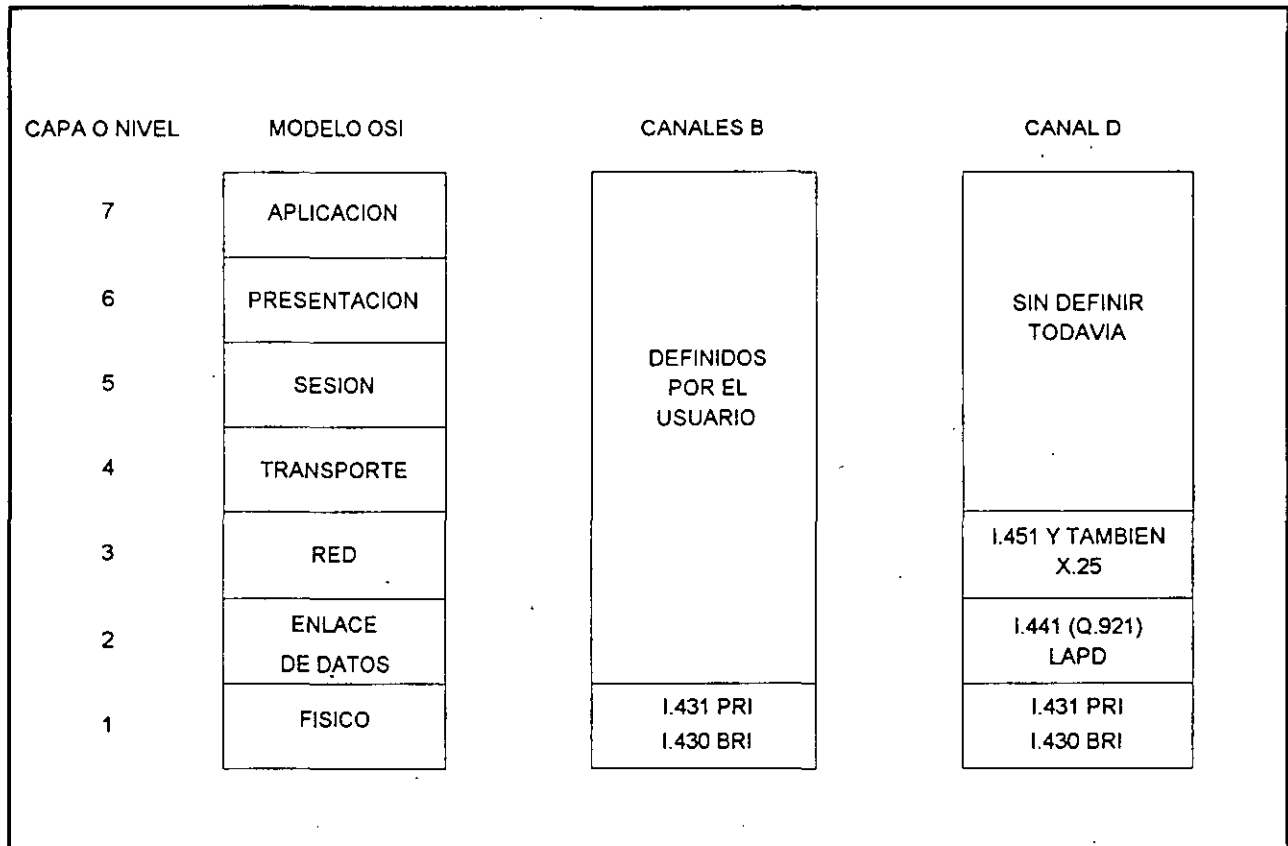 CAPA O NIVEL
MODELO OSI
CANALES B
CANAL D
7
APLICACION
6
PRESENTACION
5
SESION
4
TRANSPORTE
3
RED
2
ENLACE
DE DATOS
1
FISICO
DEFINIDOS
POR EL
USUARIO
I.431 PRI
I.430 BRI
SIN DEFINIR
TODAVIA
I.451 Y TAMBIEN
X.25
I.441 (Q.921)
LAPD
I.431 PRI
I.430 BRI